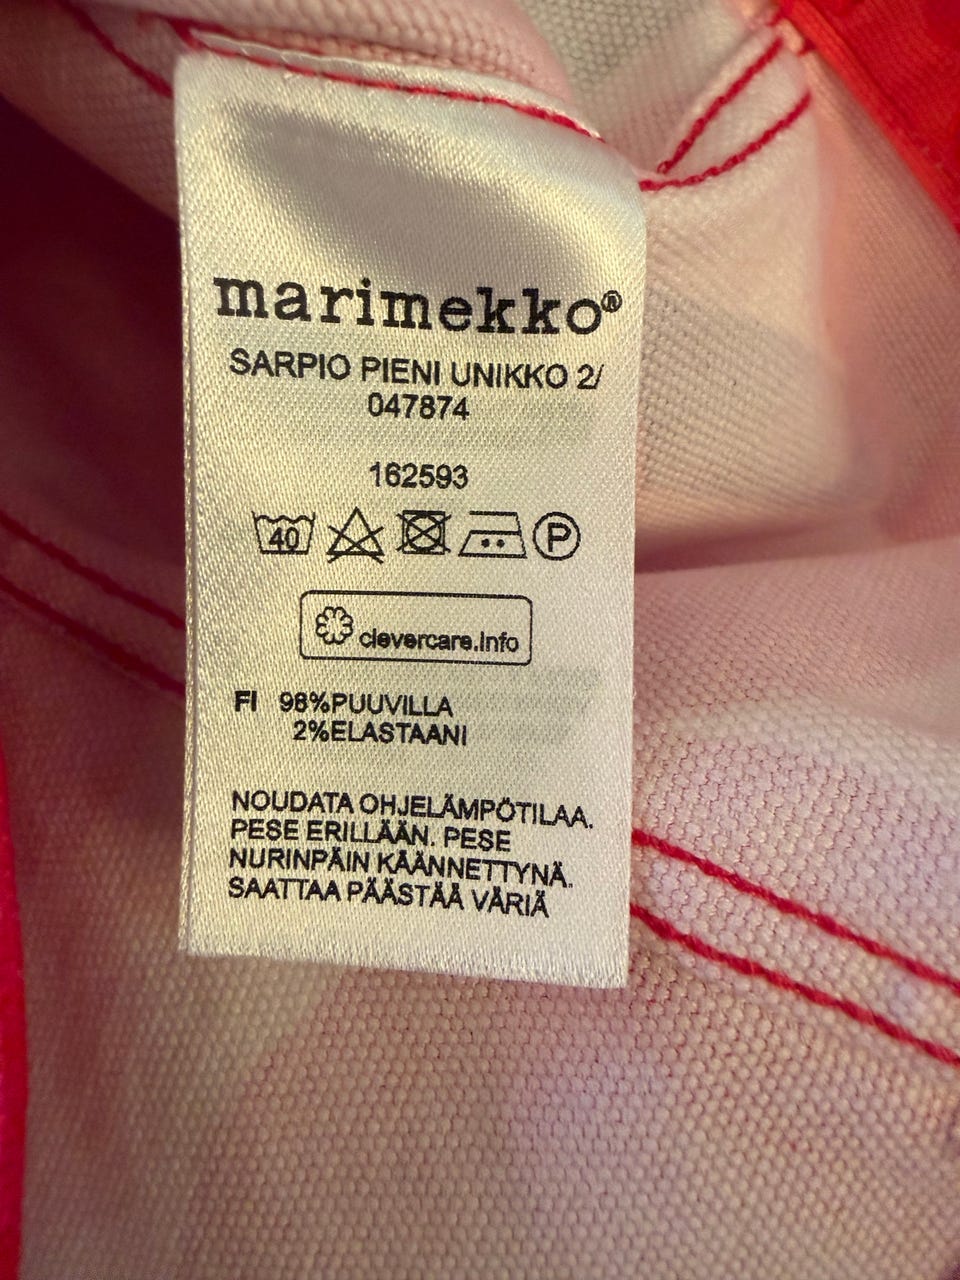 marimekko®
SARPIO PIENI UNIKKO 2/
047874
162593
40 P
clevercare.info
FI 98%PUUVILLA
2%ELASTAANI
NOUDATA OHJELÄMPÖTILAA.
PESE ERILLÄÄN. PESE
NURINPÄIN KÄÄNNETTYNÄ.
SAATTAA PÄÄSTÄÄ VÄRIÄ